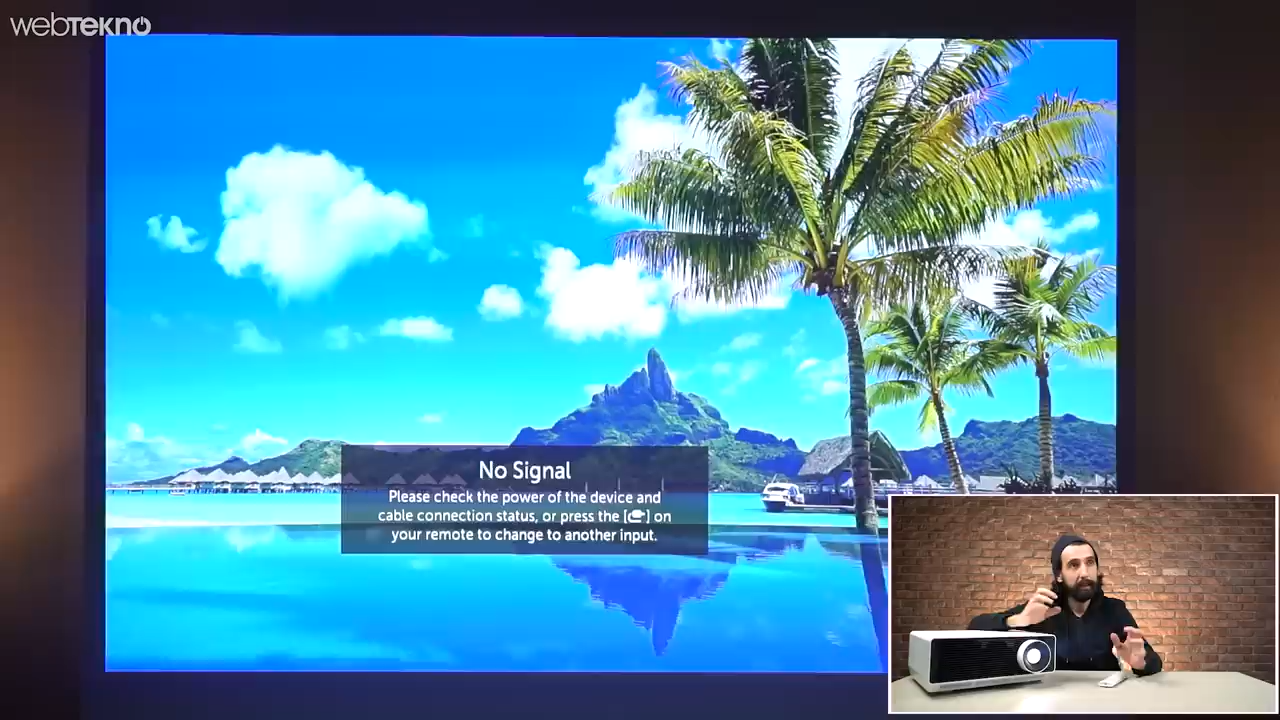 webTEKNO
No Signal
Please check the power of the device and
cable connection status, or press the [] on
your remote to change to another input.